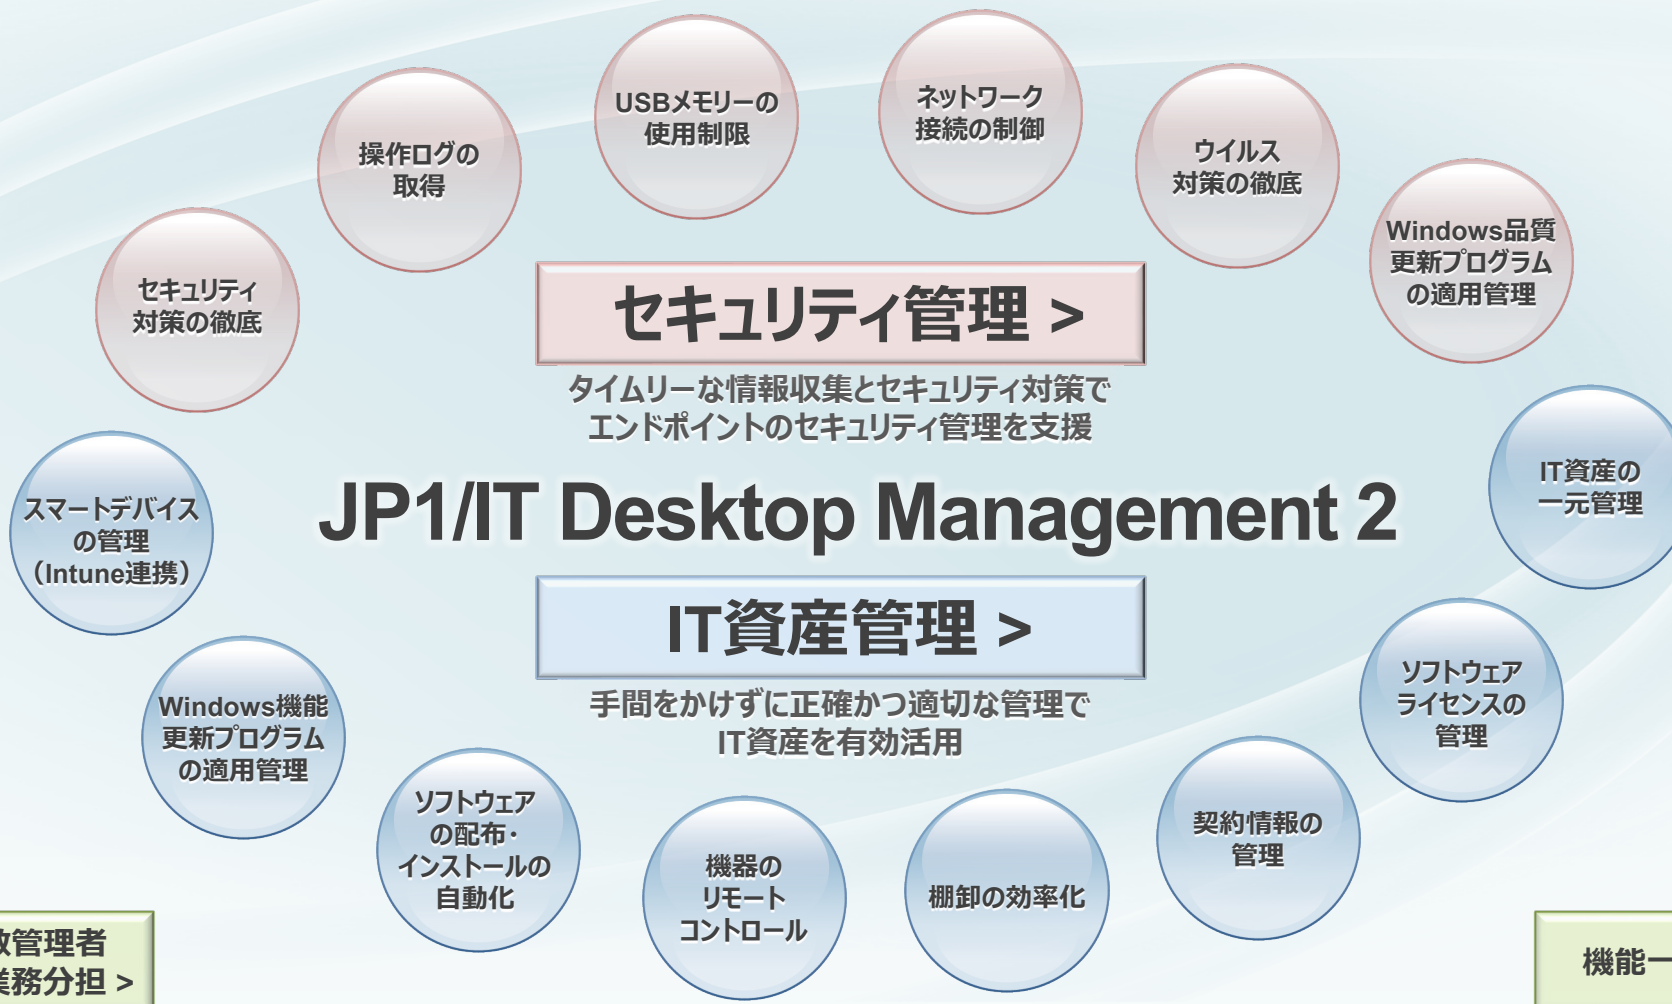 USBメモリーの
使用制限
ネットワーク
接続の制御
操作ログの
取得
ウイルス
対策の徹底
Windows品質
更新プログラム
の適用管理
セキュリティ
対策の徹底
セキュリティ管理 >
タイムリーな情報収集とセキュリティ対策で
エンドポイントのセキュリティ管理を支援
JP1/IT Desktop Management 2
スマートデバイス
の管理
（Intune連携）
IT資産の
一元管理
IT資産管理 >
手間をかけずに正確かつ適切な管理で
IT資産を有効活用
Windows機能
更新プログラム
の適用管理
ソフトウェア
ライセンスの
管理
ソフトウェア
の配布・
インストールの
自動化
機器の
リモート
コントロール
棚卸の効率化
契約情報の
管理
管理者
業務分担 >
機能一